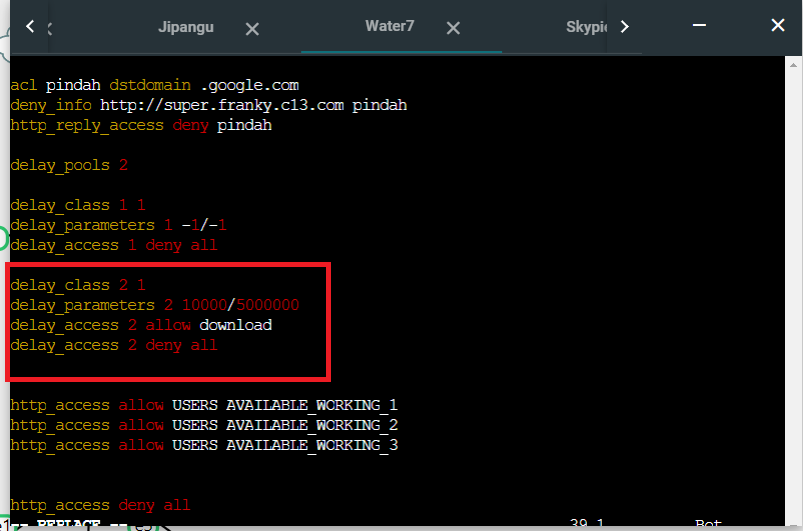 Jipangu
Water7
Skypi
acl pindah dstdomain .google.com
deny_info http://super.franky.c13.com pindah
http_reply_access deny pindah
delay_pools 2
delay_class 1 1
delay_parameters 1 -1/-1
delay_access 1 deny all
delay_class 2 1
delay_parameters 2 10000/5000000
delay_access 2 allow download
delay_access 2 deny all
http_access allow USERS AVAILABLE_WORKING_1
http_access allow USERS AVAILABLE_WORKING_2
http_access allow USERS AVAILABLE_WORKING_3
http_access deny all
-- REPLACE -- 39,1 Bot